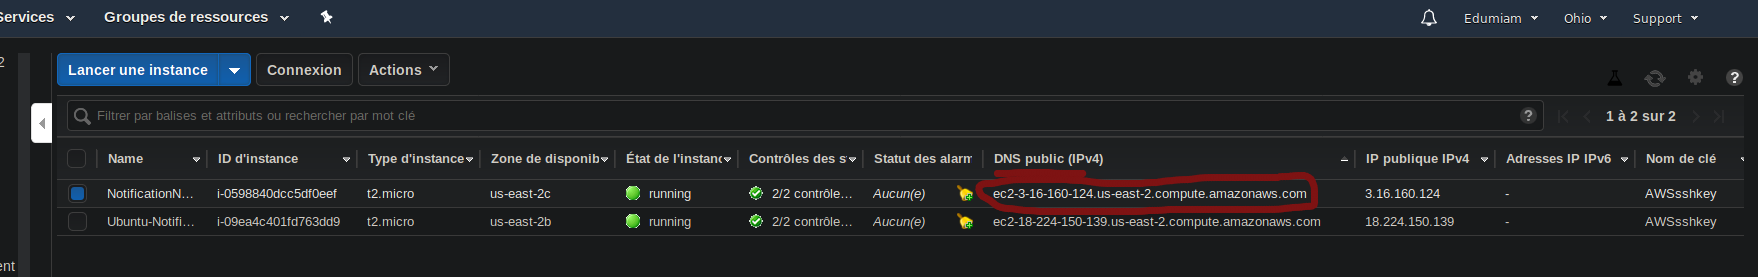 Services Groupes de ressources Edumiam Ohio Support
2
Lancer une instance Connexion Actions
?
Filtrer par balises et attributs ou rechercher par mot clé ? 1 à 2 sur 2
Name ID d'instance Type d'instance Zone de disponib État de l'instanc Contrôles des s Statut des alarm DNS public (IPv4) IP publique IPv4 Adresses IP IPv6 Nom de clé
NotificationN... i-0598840dcc5df0eef t2.micro us-east-2c running 2/2 contrôle... Aucun(e) ec2-3-16-160-124.us-east-2.compute.amazonaws.com 3.16.160.124 - AWSsshkey
Ubuntu-Notifi... i-09ea4c401fd763dd9 t2.micro us-east-2b running 2/2 contrôle... Aucun(e) ec2-18-224-150-139.us-east-2.compute.amazonaws.com 18.224.150.139 - AWSsshkey
ent